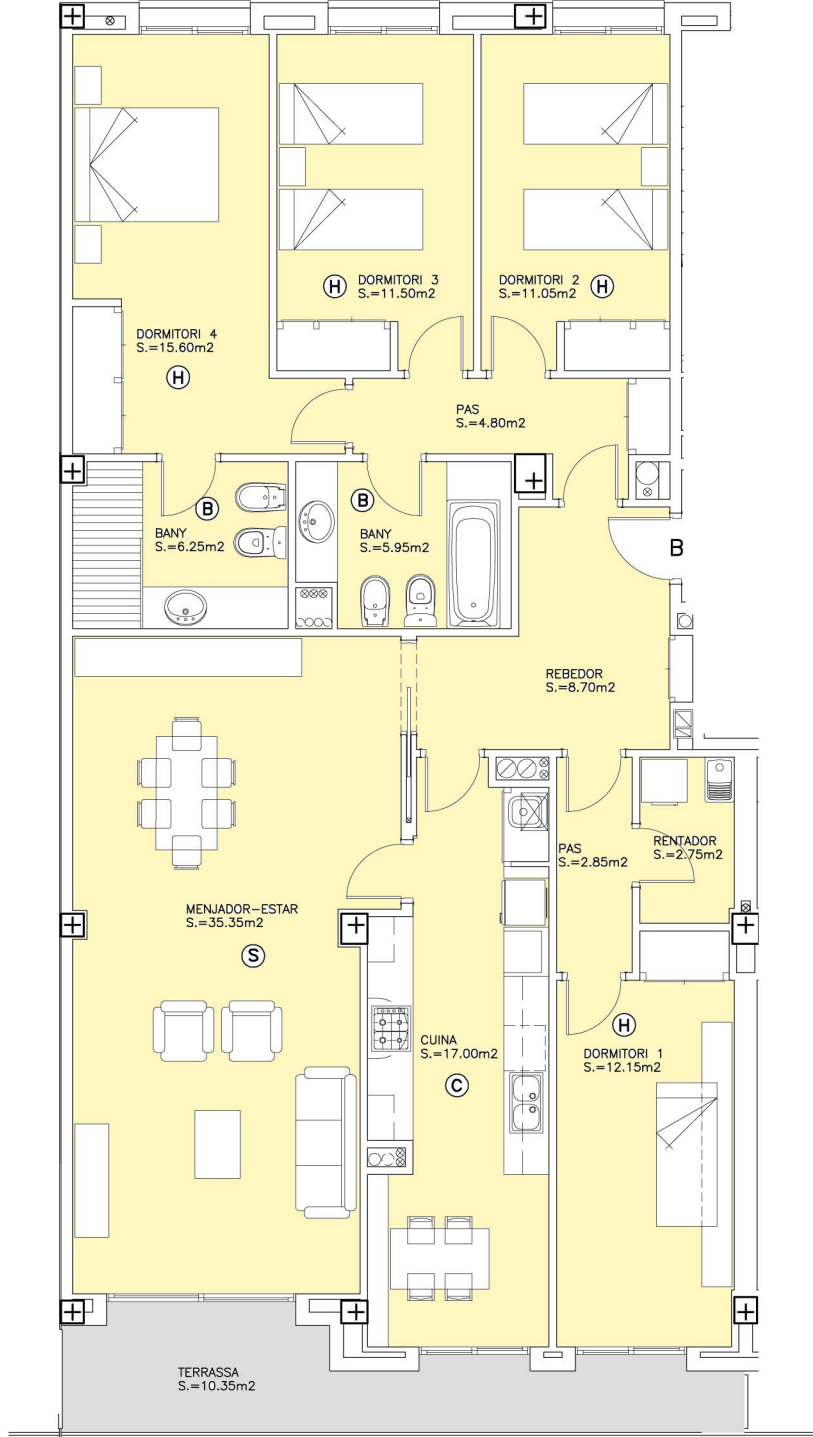 DORMITORI 3
S.=11.50m2
H
DORMITORI 2
S.=11.05m2
H
DORMITORI 4
S.=15.60m2
H
PAS
S.=4.80m2
B
BANY
S.=6.25m2
B
BANY
S.=5.95m2
B
REBEDOR
S.=8.70m2
PAS
S.=2.85m2
RENTADOR
S.=2.75m2
MENJADOR-ESTAR
S.=35.35m2
S
CUINA
S.=17.00m2
C
H
DORMITORI 1
S.=12.15m2
TERRASSA
S.=10.35m2